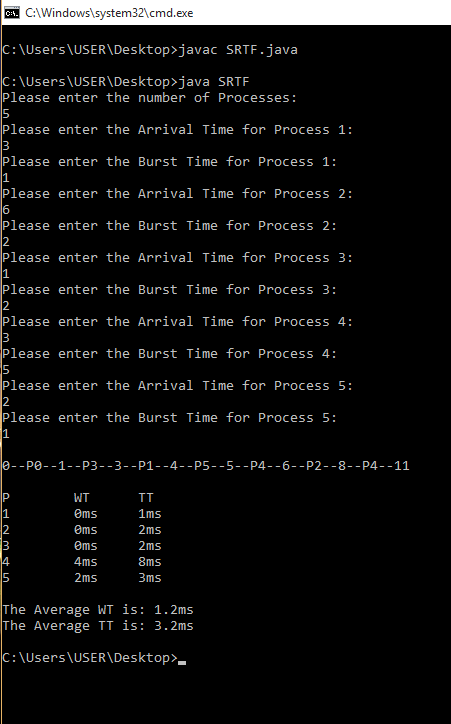 C:\Windows\system32\cmd.exe
C:\Users\USER\Desktop>javac SRTF.java
C:\Users\USER\Desktop>java SRTF
Please enter the number of Processes:
5
Please enter the Arrival Time for Process 1:
3
Please enter the Burst Time for Process 1:
1
Please enter the Arrival Time for Process 2:
6
Please enter the Burst Time for Process 2:
2
Please enter the Arrival Time for Process 3:
1
Please enter the Burst Time for Process 3:
2
Please enter the Arrival Time for Process 4:
3
Please enter the Burst Time for Process 4:
5
Please enter the Arrival Time for Process 5:
2
Please enter the Burst Time for Process 5:
1
0--P0--1--P3--3--P1--4--P5--5--P4--6--P2--8--P4--11
P WT TT
1 0ms 1ms
2 0ms 2ms
3 0ms 2ms
4 4ms 8ms
5 2ms 3ms
The Average WT is: 1.2ms
The Average TT is: 3.2ms
C:\Users\USER\Desktop>